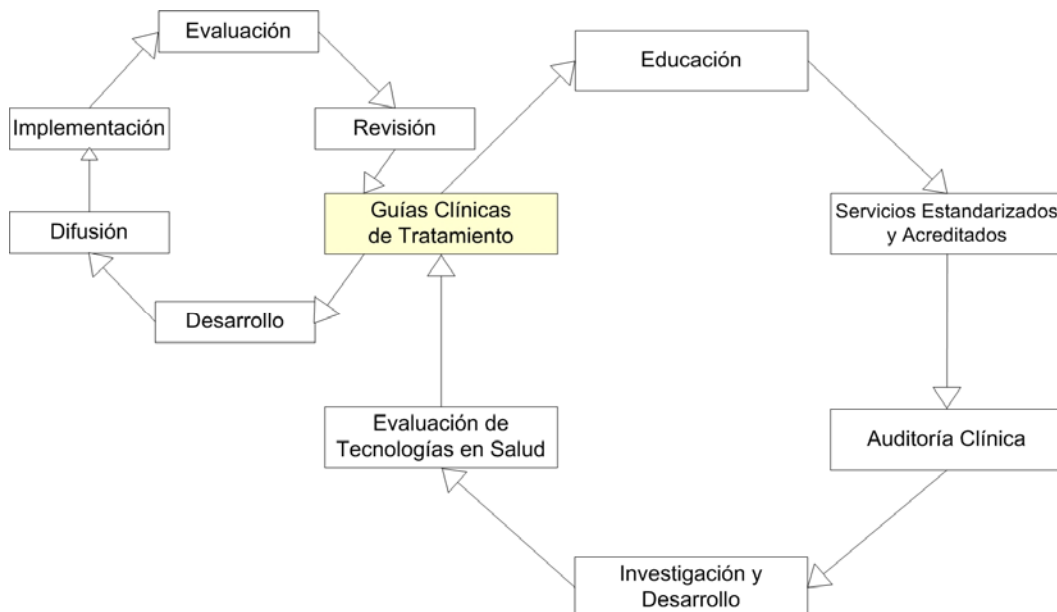 Evaluación
Educación
Implementación
Revisión
Guías Clínicas
de Tratamiento
Servicios Estandarizados
y Acreditados
Difusión
Desarrollo
Evaluación de
Tecnologías en Salud
Auditoría Clínica
Investigación y
Desarrollo